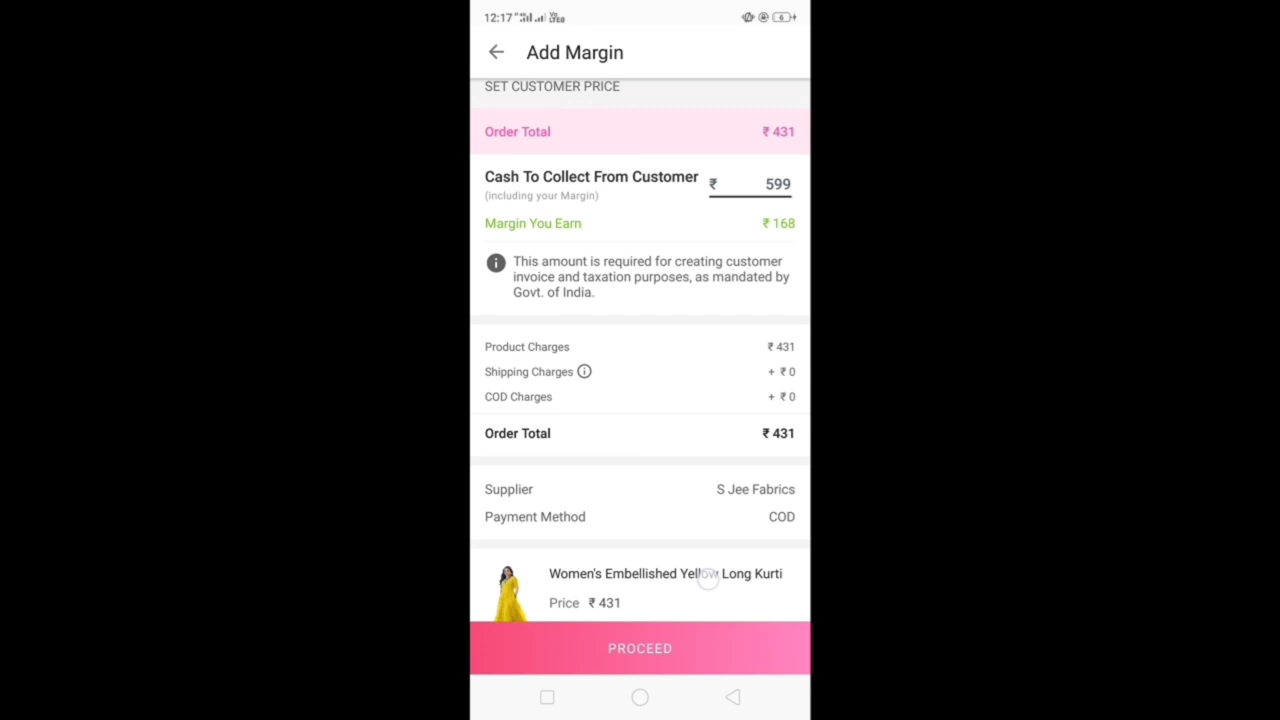 12:17
Add Margin
SET CUSTOMER PRICE
Order Total ₹ 431
Cash To Collect From Customer ₹ 599
(including your Margin)
Margin You Earn ₹ 168
This amount is required for creating customer
invoice and taxation purposes, as mandated by
Govt. of India.
Product Charges ₹ 431
Shipping Charges + ₹ 0
COD Charges + ₹ 0
Order Total ₹ 431
Supplier S Jee Fabrics
Payment Method COD
Women's Embellished Yellow Long Kurti
Price ₹ 431
PROCEED